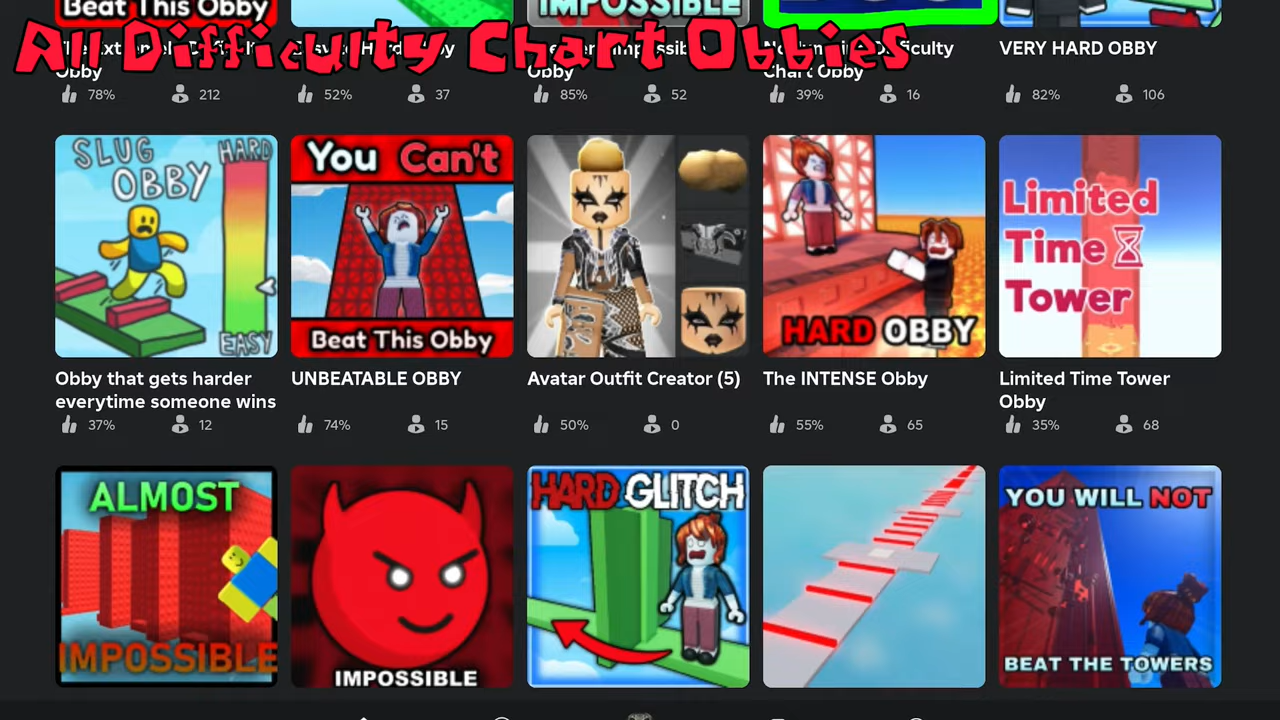 Beat This Obby
IMPOSSIBLE
All Difficulty Chart Obbies
Obby
Obby
Chart Obby
VERY HARD OBBY
78% 212
52% 37
85% 52
39% 16
82% 106
SLUG
OBBY
HARD
EASY
You Can't
Beat This Obby
HARD OBBY
Limited
Time
Tower
Obby that gets harder
everytime someone wins
UNBEATABLE OBBY
Avatar Outfit Creator (5)
The INTENSE Obby
Limited Time Tower
Obby
37% 12
74% 15
50% 0
55% 65
35% 68
ALMOST
IMPOSSIBLE
IMPOSSIBLE
HARD GLITCH
YOU WILL NOT
BEAT THE TOWERS